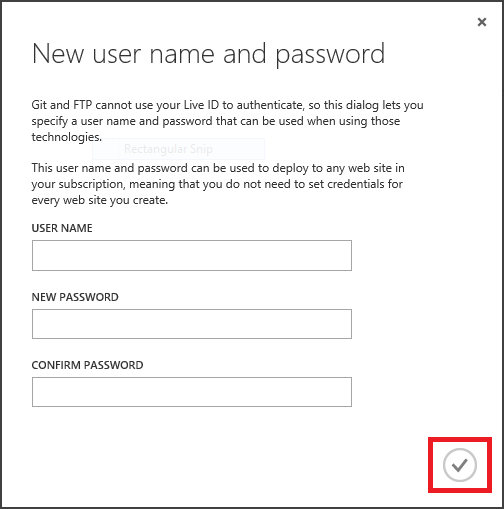 New user name and password
Git and FTP cannot use your Live ID to authenticate, so this dialog lets you
specify a user name and password that can be used when using those
technologies.
Rectangular Snip
This user name and password can be used to deploy to any web site in
your subscription, meaning that you do not need to set credentials for
every web site you create.
USER NAME
NEW PASSWORD
CONFIRM PASSWORD